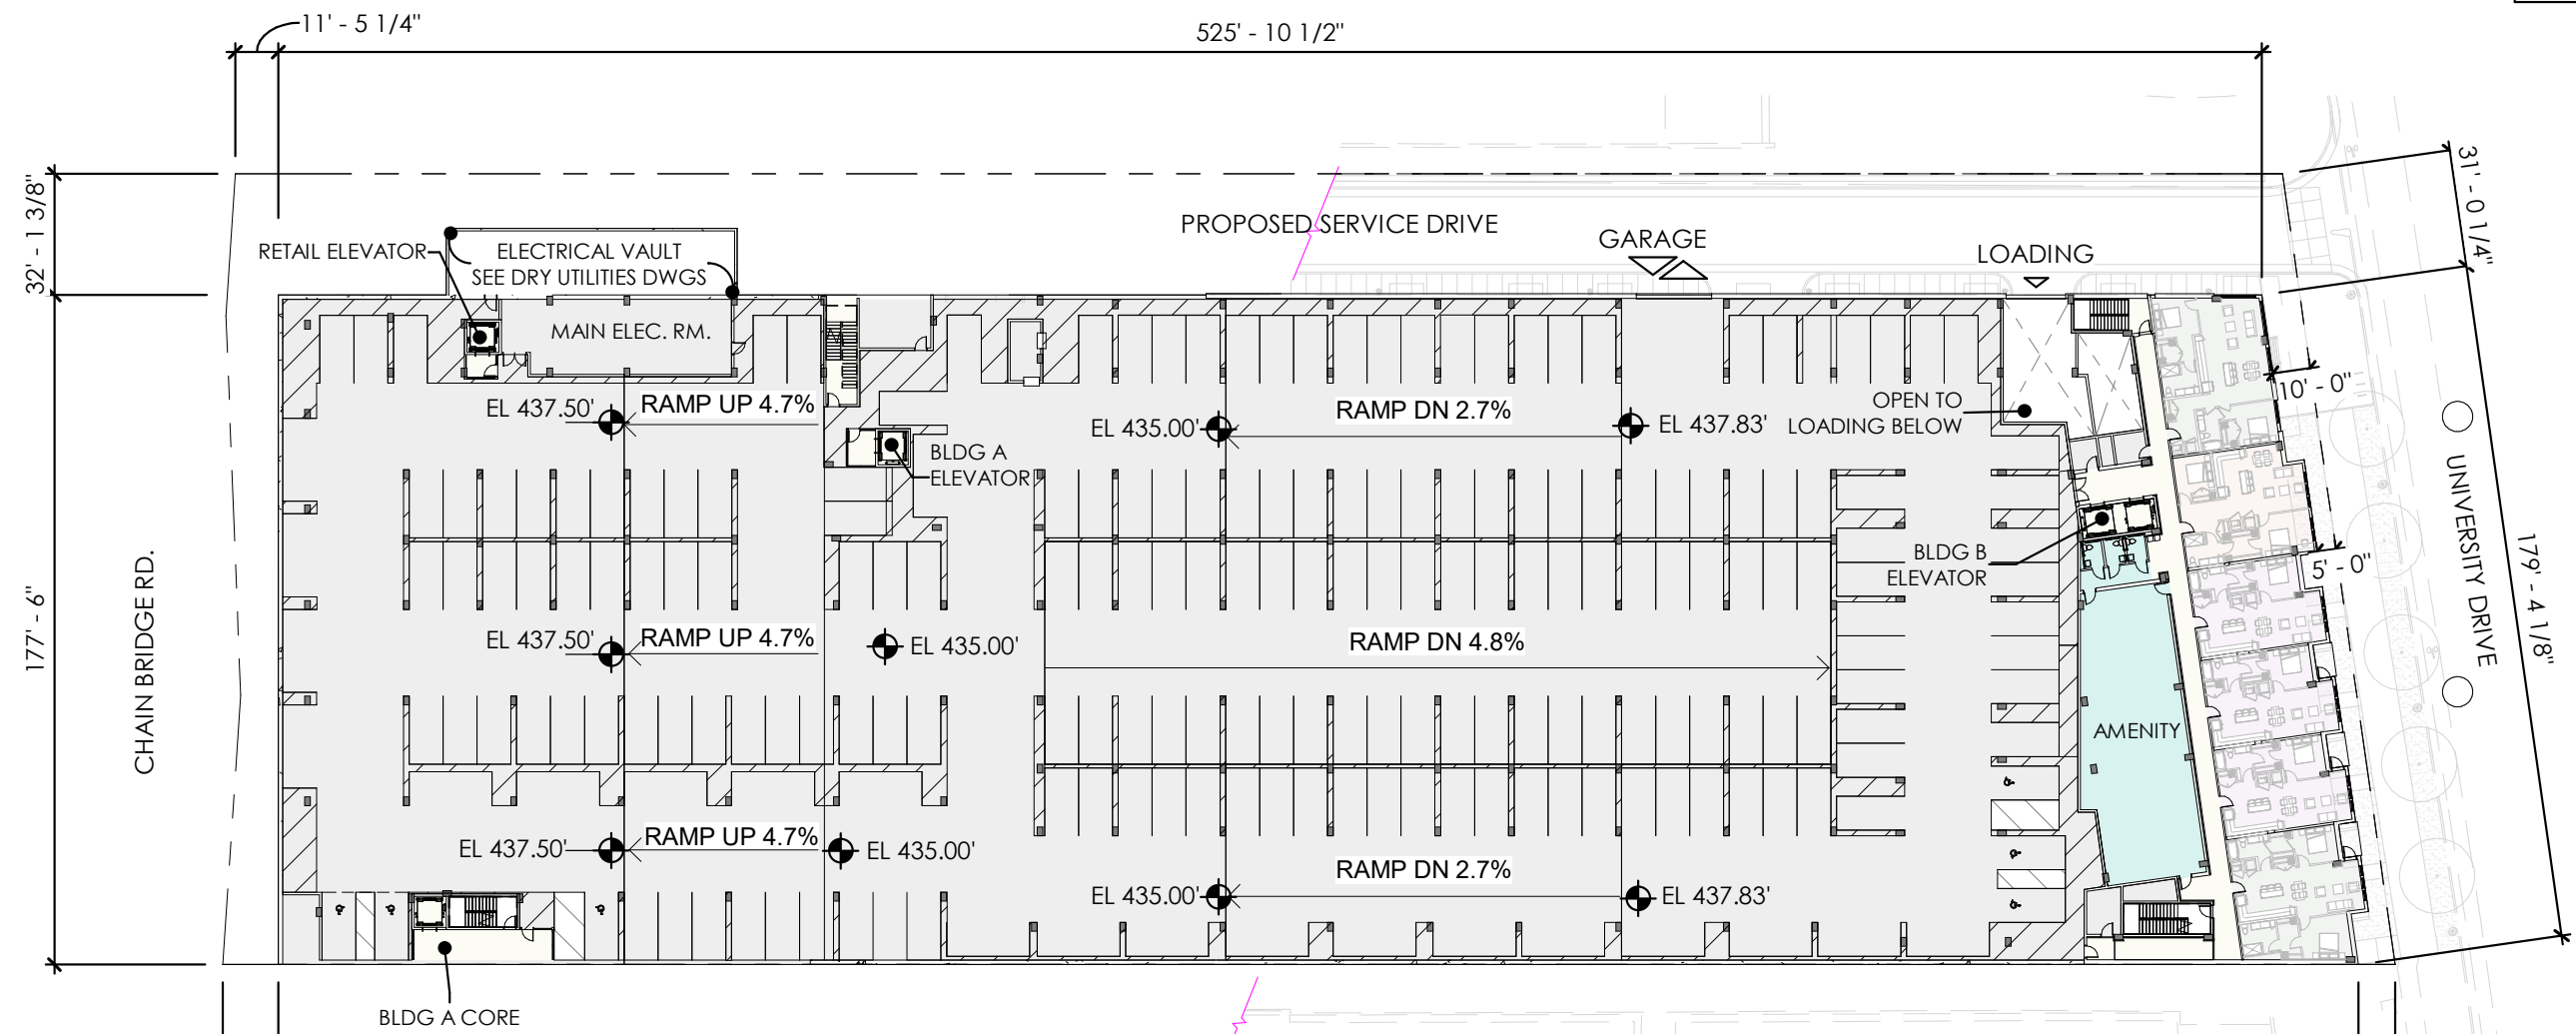 11' - 5 1/4"
525' - 10 1/2"
32' - 1 3/8"
31' - 0 1/4"
PROPOSED SERVICE DRIVE
RETAIL ELEVATOR
ELECTRICAL VAULT
SEE DRY UTILITIES DWGS
GARAGE
LOADING
MAIN ELEC. RM.
10' - 0"
EL 437.50'
RAMP UP 4.7%
EL 435.00'
RAMP DN 2.7%
EL 437.83'
OPEN TO
LOADING BELOW
BLDG A
ELEVATOR
UNIVERSITY DRIVE
BLDG B
ELEVATOR
5' - 0"
179' - 4 1/8"
CHAIN BRIDGE RD.
177' - 6"
EL 437.50'
RAMP UP 4.7%
EL 435.00'
RAMP DN 4.8%
AMENITY
EL 437.50'
RAMP UP 4.7%
EL 435.00'
RAMP DN 2.7%
EL 435.00'
EL 437.83'
BLDG A CORE